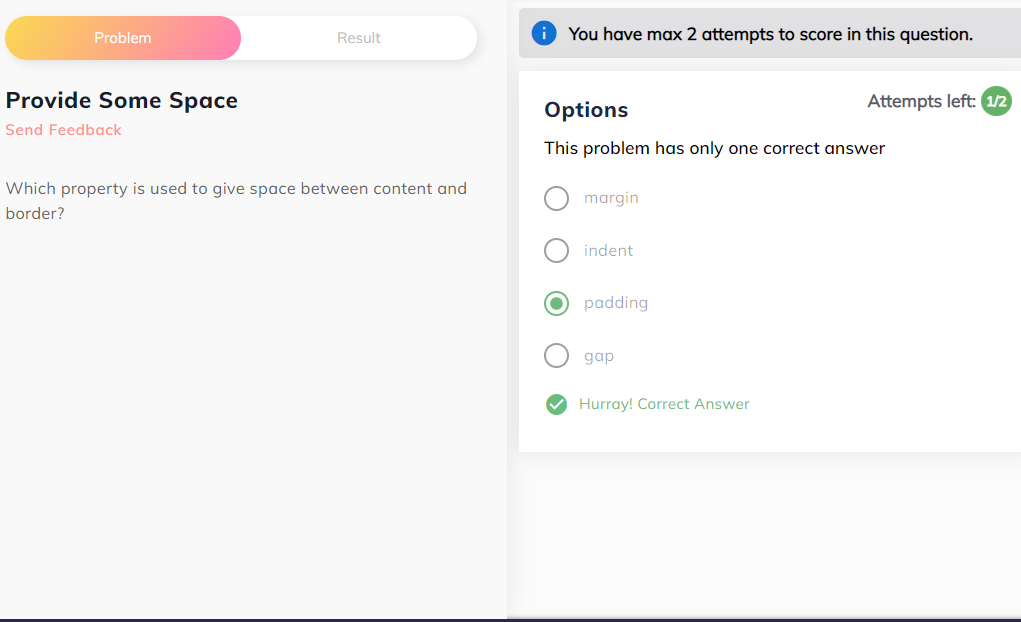 Problem
Result
Provide Some Space
Send Feedback
Which property is used to give space between content and
border?
i You have max 2 attempts to score in this question.
Options
Attempts left: 1/2
This problem has only one correct answer
margin
indent
padding
gap
Hurray! Correct Answer